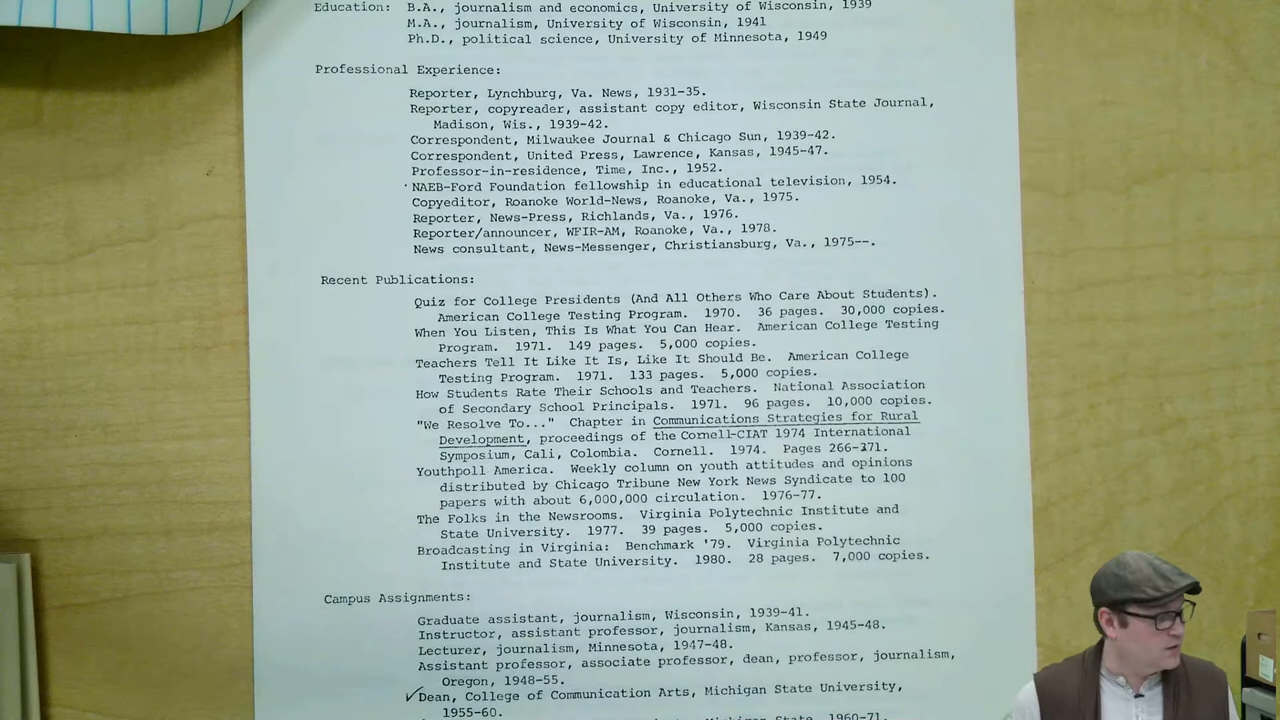 Education: B.A., journalism and economics, University of Wisconsin, 1939
M.A., journalism, University of Wisconsin, 1941
Ph.D., political science, University of Minnesota, 1949
Professional Experience:
Reporter, Lynchburg, Va. News, 1931-35.
Reporter, copyreader, assistant copy editor, Wisconsin State Journal,
Madison, Wis., 1939-42.
Correspondent, Milwaukee Journal & Chicago Sun, 1939-42.
Correspondent, United Press, Lawrence, Kansas, 1945-47.
Professor-in-residence, Time, Inc., 1952.
NAEB-Ford Foundation fellowship in educational television, 1954.
Copyeditor, Roanoke World-News, Roanoke, Va., 1975.
Reporter, News-Press, Richlands, Va., 1976.
Reporter/announcer, WFIR-AM, Roanoke, Va., 1978.
News consultant, News-Messenger, Christiansburg, Va., 1975--.
Recent Publications:
Quiz for College Presidents (And All Others Who Care About Students).
American College Testing Program. 1970. 36 pages. 30,000 copies.
When You Listen, This Is What You Can Hear. American College Testing
Program. 1971. 149 pages. 5,000 copies.
Teachers Tell It Like It Is, Like It Should Be. American College
Testing Program. 1971. 133 pages. 5,000 copies.
How Students Rate Their Schools and Teachers. National Association
of Secondary School Principals. 1971. 96 pages. 10,000 copies.
"We Resolve To..." Chapter in Communications Strategies for Rural
Development, proceedings of the Cornell-CIAT 1974 International
Symposium, Cali, Colombia. Cornell. 1974. Pages 266-271.
Youthpoll America. Weekly column on youth attitudes and opinions
distributed by Chicago Tribune New York News Syndicate to 100
papers with about 6,000,000 circulation. 1976-77.
The Folks in the Newsrooms. Virginia Polytechnic Institute and
State University. 1977. 39 pages. 5,000 copies.
Broadcasting in Virginia: Benchmark '79. Virginia Polytechnic
Institute and State University. 1980. 28 pages. 7,000 copies.
Campus Assignments:
Graduate assistant, journalism, Wisconsin, 1939-41.
Instructor, assistant professor, journalism, Kansas, 1945-48.
Lecturer, journalism, Minnesota, 1947-48.
Assistant professor, associate professor, dean, professor, journalism,
Oregon, 1948-55.
Dean, College of Communication Arts, Michigan State University,
1955-60.
Michigan State, 1960-71.